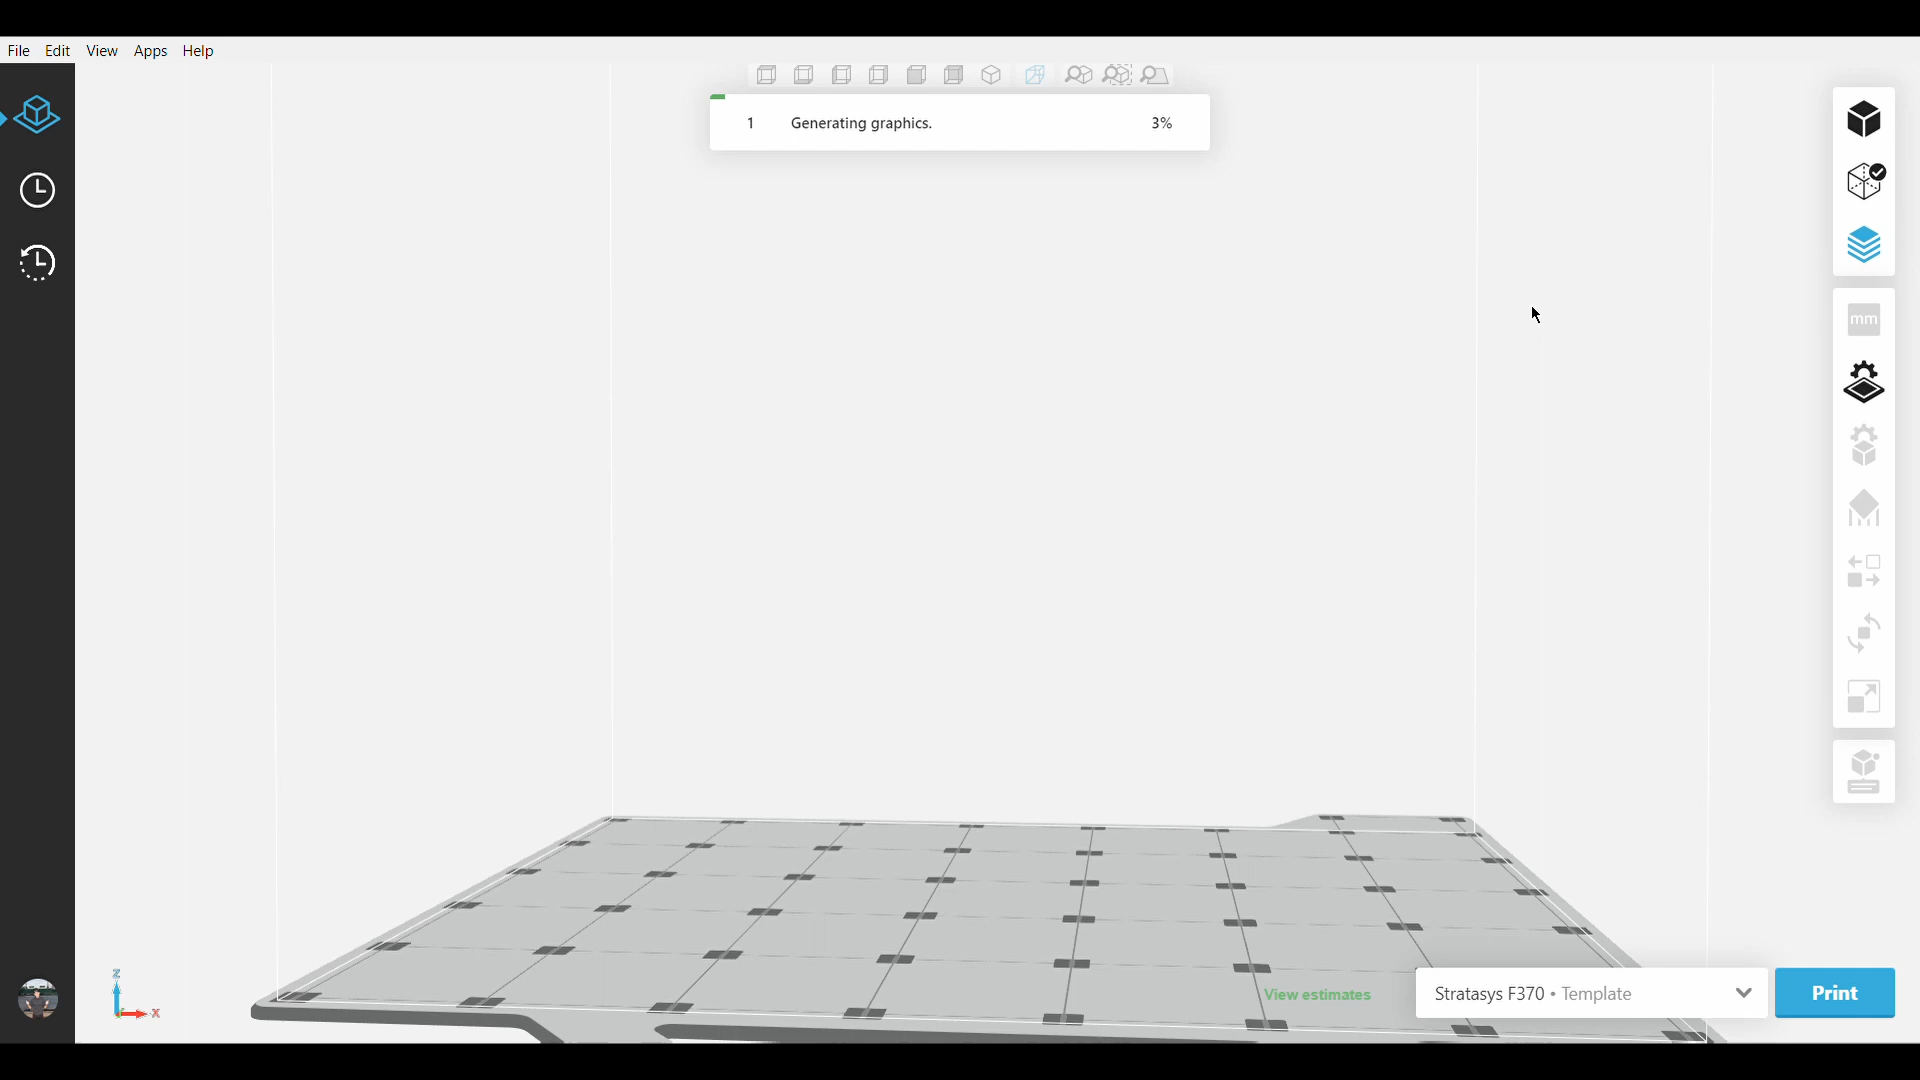 File Edit View Apps Help
1 Generating graphics. 3%
mm
z
x
View estimates
Stratasys F370 • Template
Print